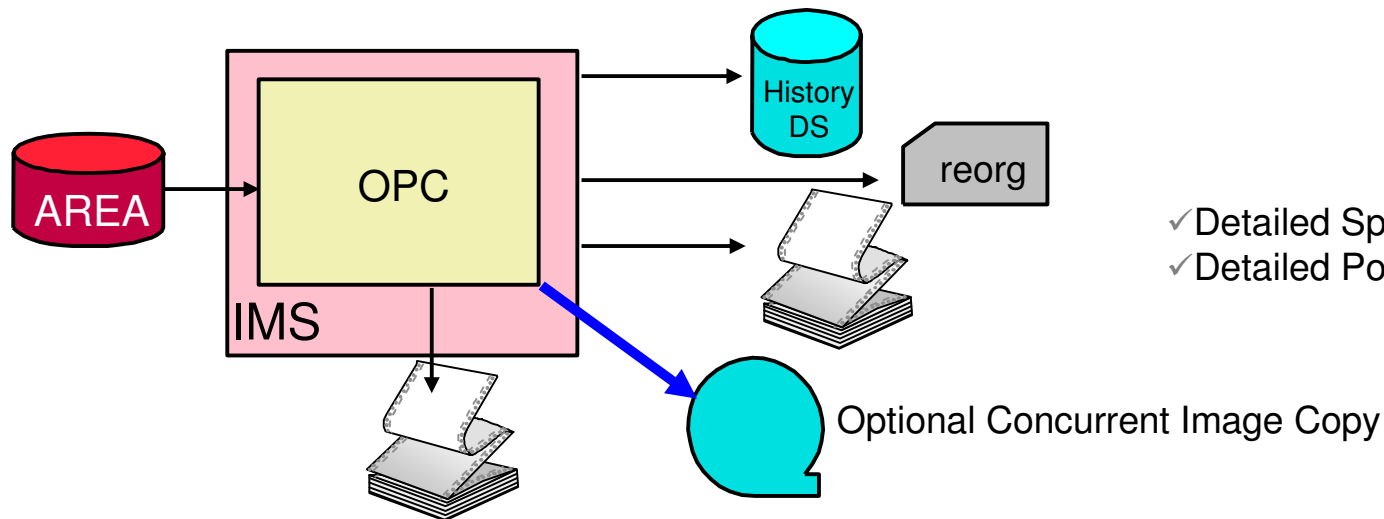 History
DS
reorg
AREA
OPC
✓Detailed Sp
✓Detailed Po
IMS
Optional Concurrent Image Copy